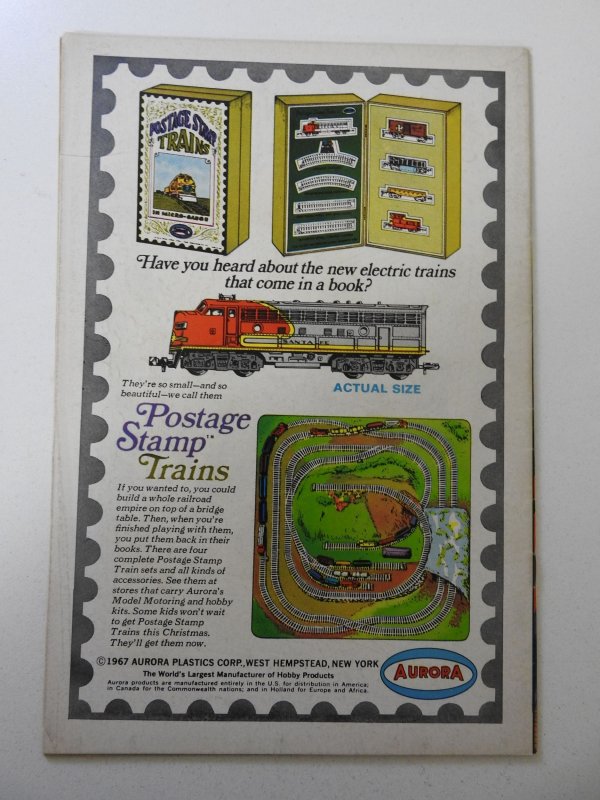 POSTAGE STAMP
TRAINS
IN MICRO-GAUGE
Have you heard about the new electric trains
that come in a book?
SANTA FE
ACTUAL SIZE
They're so small—and so
beautiful—we call them
Postage
Stamp™
Trains
If you wanted to, you could
build a whole railroad
empire on top of a bridge
table. Then, when you're
finished playing with them,
you put them back in their
books. There are four
complete Postage Stamp
Train sets and all kinds of
accessories. See them at
stores that carry Aurora's
Model Motoring and hobby
kits. Some kids won't wait
to get Postage Stamp
Trains this Christmas.
They'll get them now.
©1967 AURORA PLASTICS CORP., WEST HEMPSTEAD, NEW YORK
The World's Largest Manufacturer of Hobby Products
Aurora products are manufactured entirely in the U.S. for distribution in America;
in Canada for the Commonwealth nations; and in Holland for Europe and Africa.
AURORA